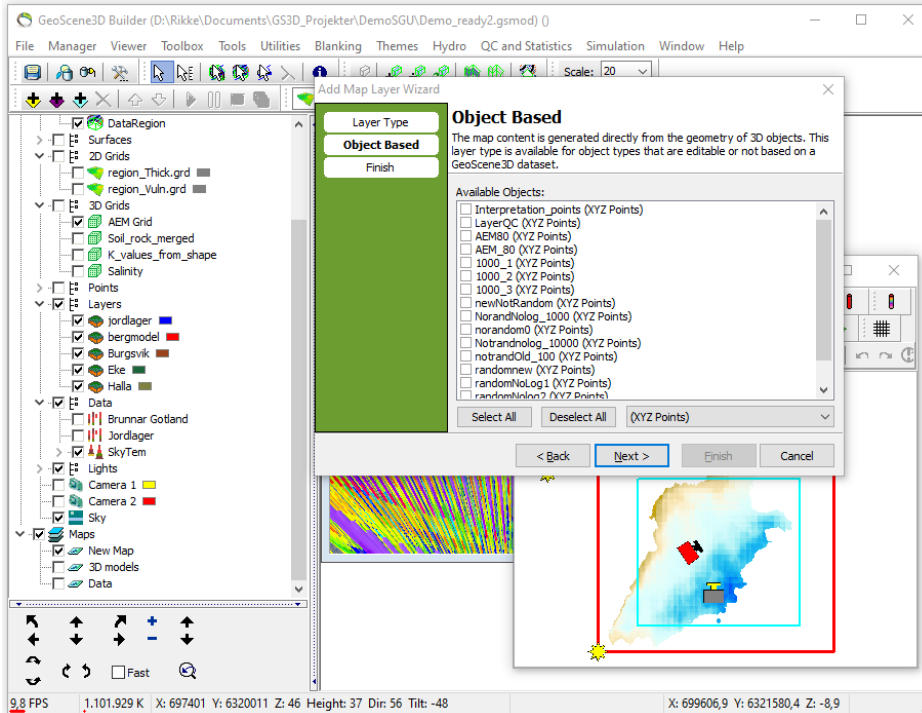 GeoScene3D Builder (D:\Rikke\Documents\GS3D_Projekter\DemoSGU\Demo_ready2.gsmod) ()
File Manager Viewer Toolbox Tools Utilities Blanking Themes Hydro QC and Statistics Simulation Window Help
Scale: 20
Add Map Layer Wizard
Layer Type
Object Based
Finish
Object Based
The map content is generated directly from the geometry of 3D objects. This
layer type is available for object types that are editable or not based on a
GeoScene3D dataset.
Available Objects:
Interpretation_points (XYZ Points)
LayerQC (XYZ Points)
AEM80 (XYZ Points)
AEM_80 (XYZ Points)
1000_1 (XYZ Points)
1000_2 (XYZ Points)
1000_3 (XYZ Points)
newNotRandom (XYZ Points)
NorandNolog_1000 (XYZ Points)
norandom0 (XYZ Points)
Notrandnolog_10000 (XYZ Points)
notrandOld_100 (XYZ Points)
randomnew (XYZ Points)
randomNoLog1 (XYZ Points)
randomNolog2 (XYZ Points)
Select All
Deselect All
(XYZ Points)
< Back
Next >
Finish
Cancel
DataRegion
Surfaces
2D Grids
region_Thick.grd
region_Vuln.grd
3D Grids
AEM Grid
Soil_rock_merged
K_values_from_shape
Salinity
Points
Layers
jordlager
bergmodel
Burgsvik
Eke
Halla
Data
Brunnar Gotland
Jordlager
SkyTem
Lights
Camera 1
Camera 2
Sky
Maps
New Map
3D models
Data
Fast
9,8 FPS
1.101.929 K
X: 697401 Y: 6320011 Z: 46 Height: 37 Dir: 56 Tilt: -48
X: 699606,9 Y: 6321580,4 Z: -8,9